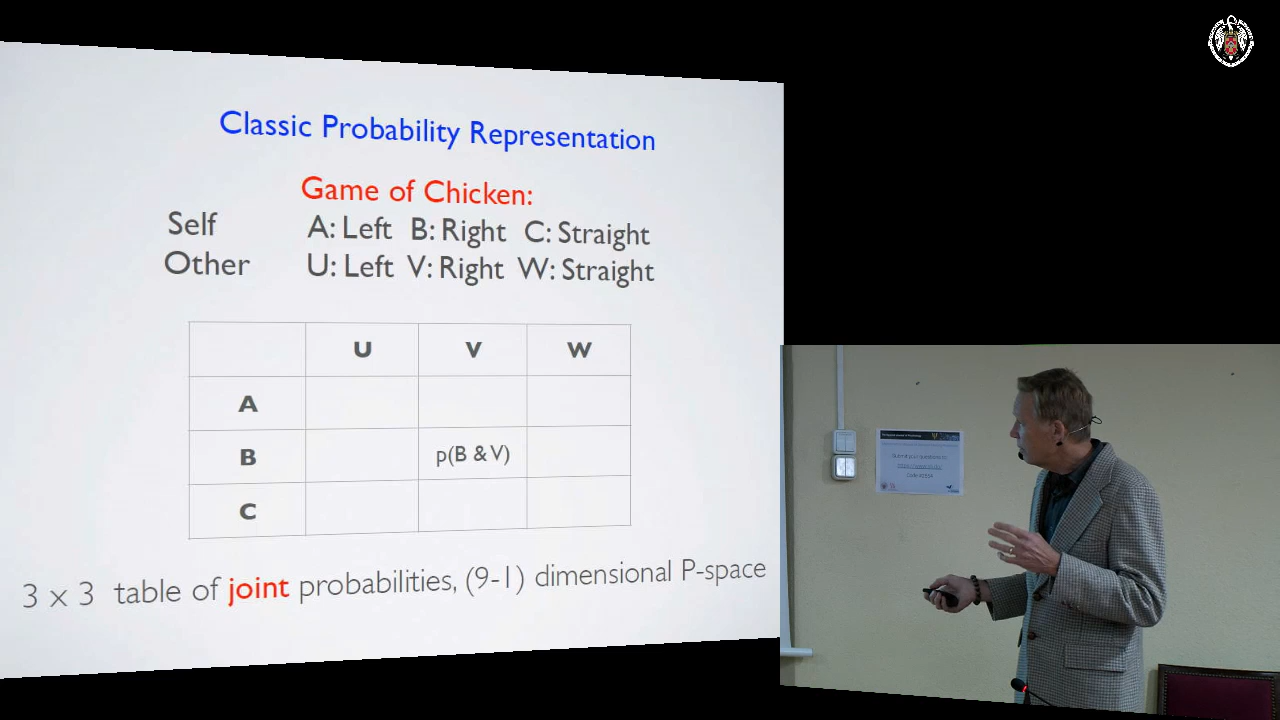 Classic Probability Representation
Game of Chicken:
Self A: Left B: Right C: Straight
Other U: Left V: Right W: Straight
U V W
A
B p(B & V)
C
3 x 3 table of joint probabilities, (9-1) dimensional P-space